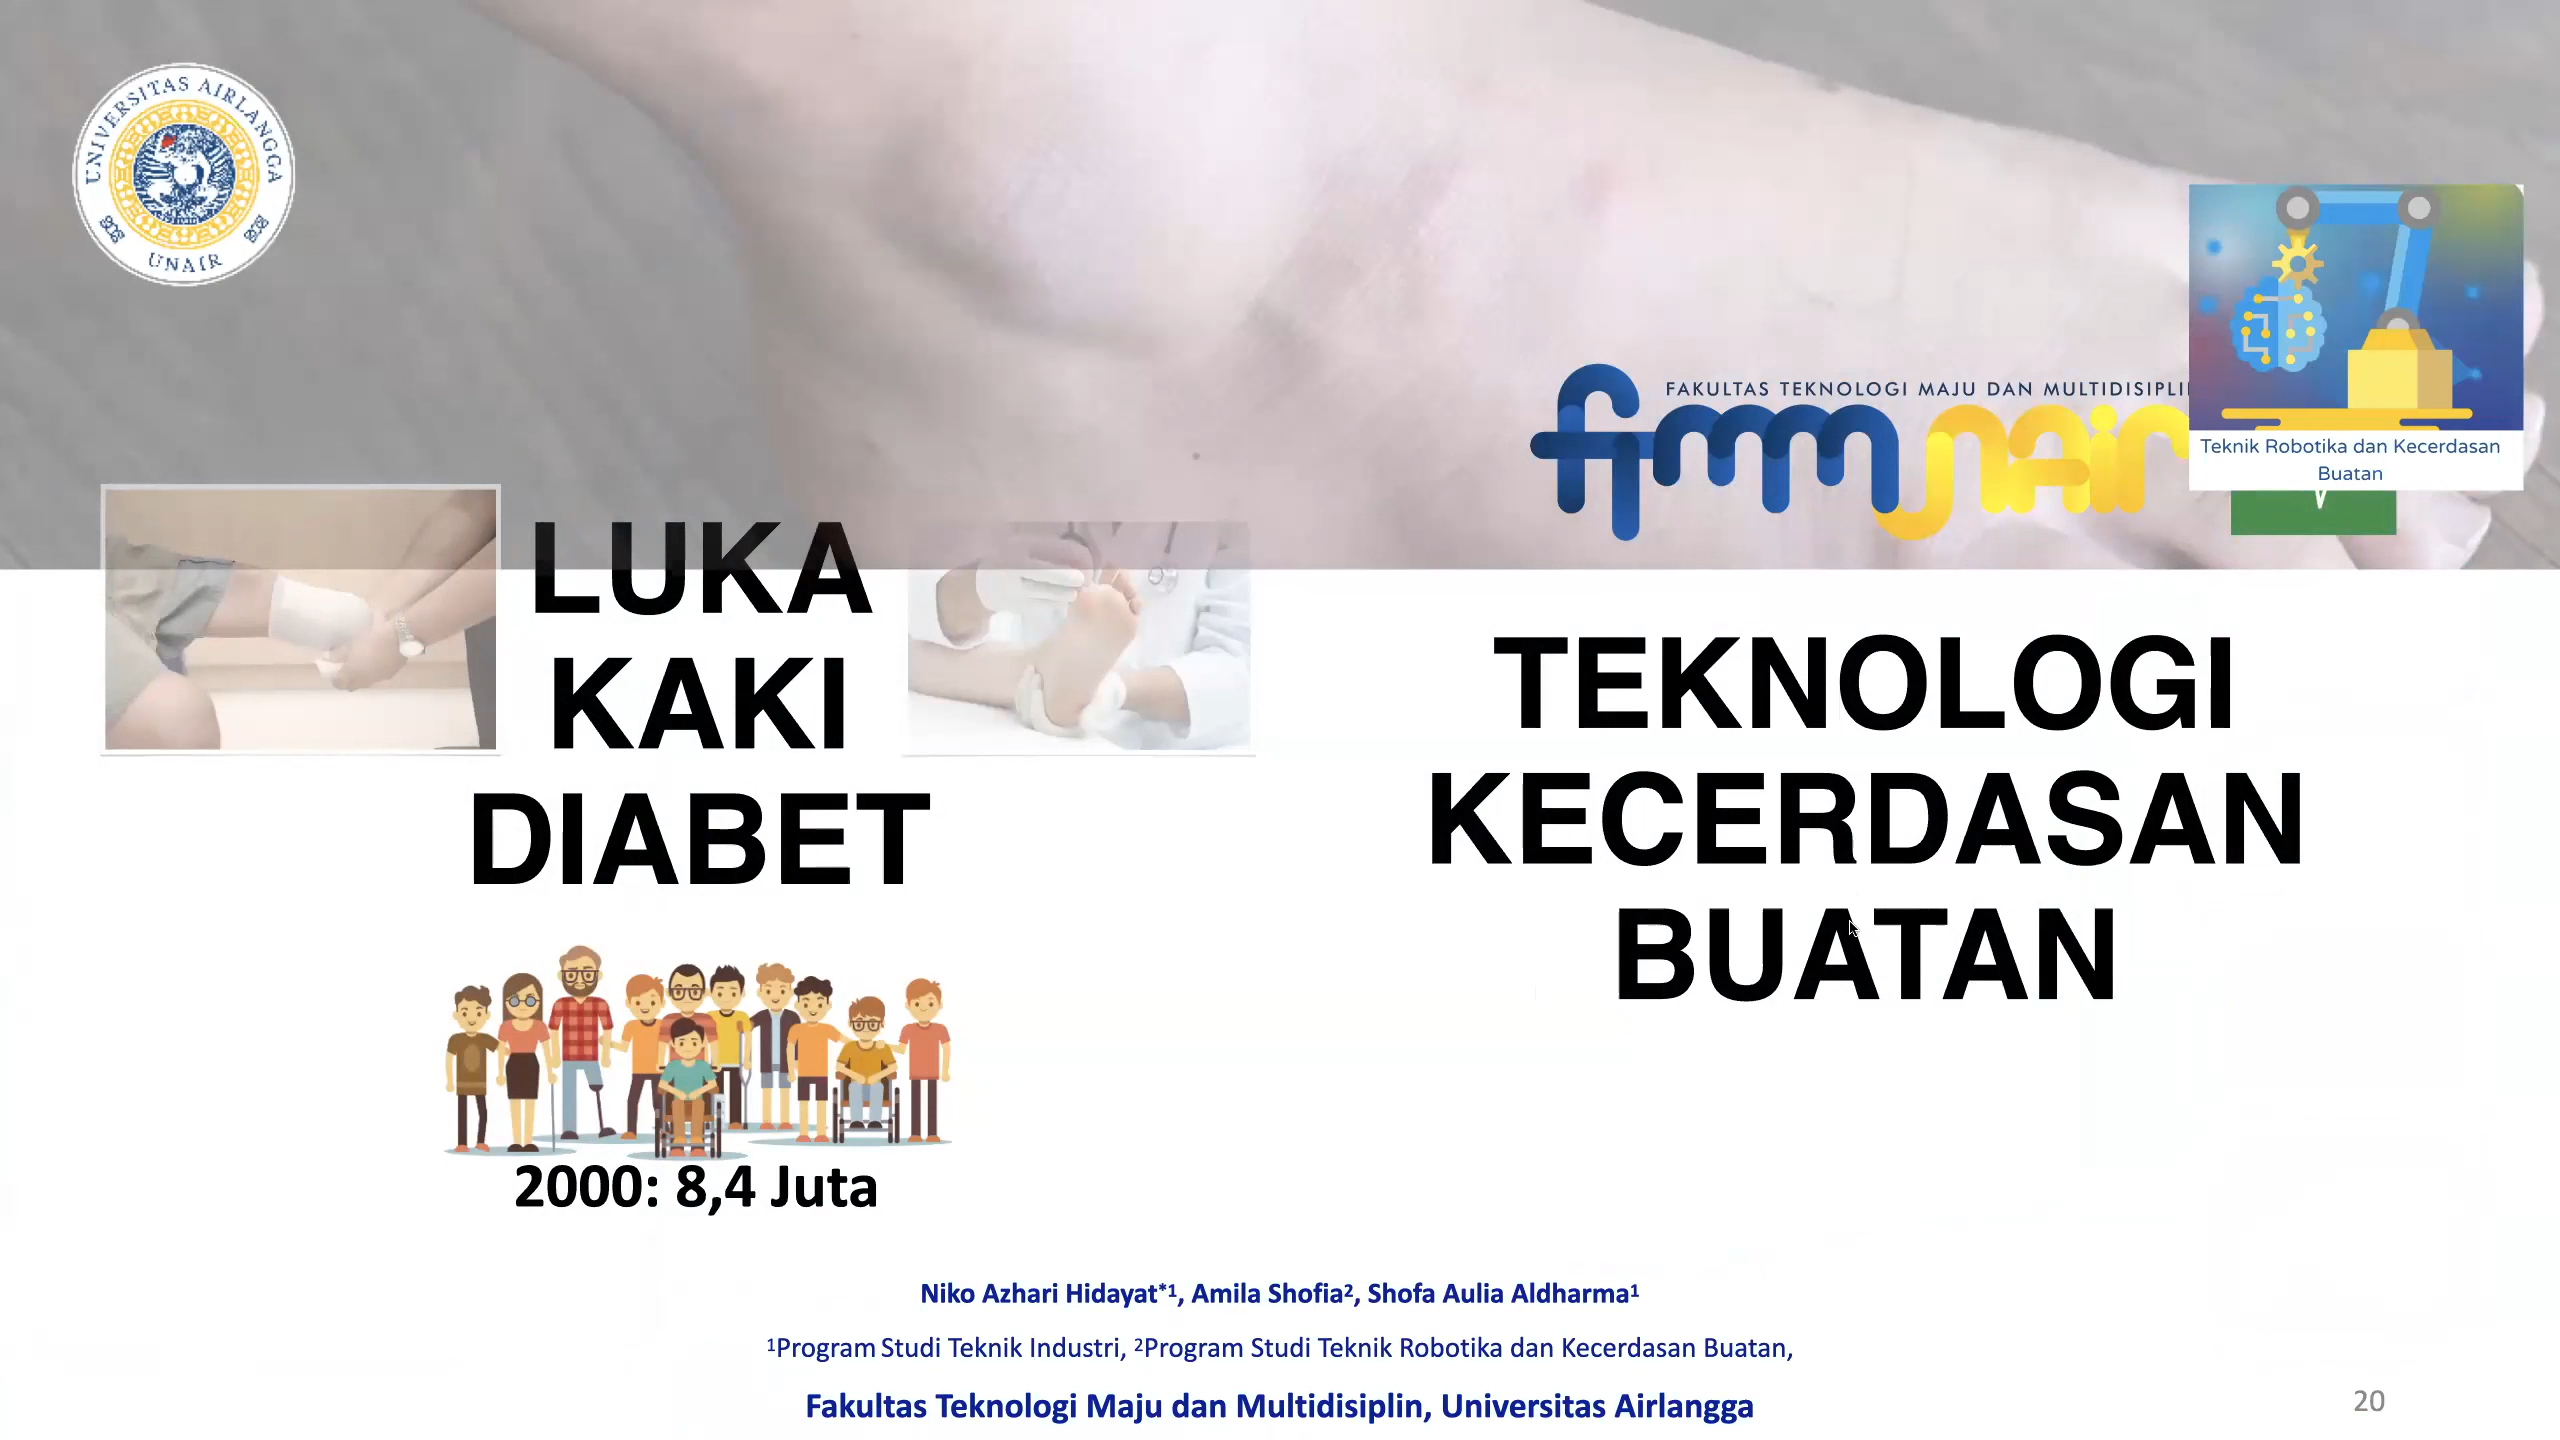 UNIVERSITAS AIRLANGGA
UNAIR
FAKULTAS TEKNOLOGI MAJU DAN
ftmm UNAIR
Teknik Robotika dan Kecerdasan
Buatan
LUKA
KAKI
DIABET
TEKNOLOGI
KECERDASAN
BUATAN
2000: 8,4 Juta
Niko Azhari Hidayat*¹, Amila Shofia², Shofa Aulia Aldharma¹
¹Program Studi Teknik Industri, ²Program Studi Teknik Robotika dan Kecerdasan Buatan,
Fakultas Teknologi Maju dan Multidisiplin, Universitas Airlangga
20